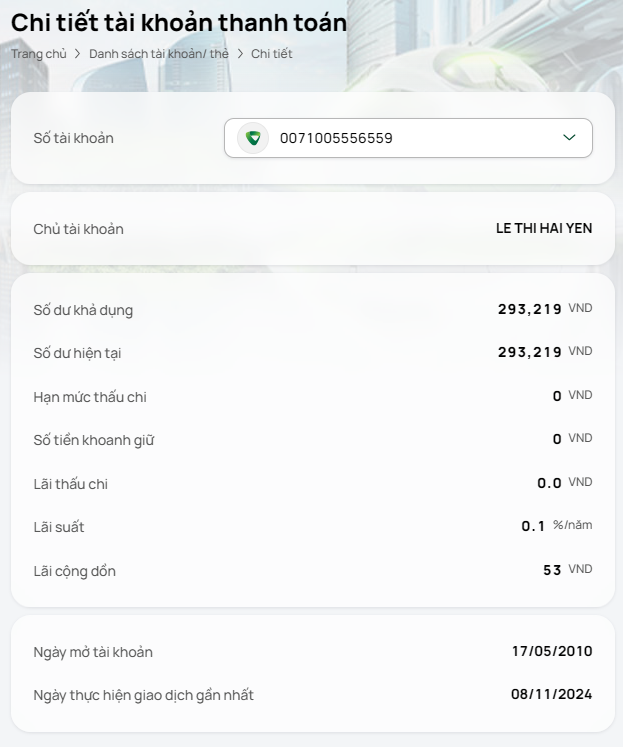 Chi tiết tài khoản thanh toán
Trang chủ > Danh sách tài khoản/ thẻ > Chi tiết
Số tài khoản 0071005556559
Chủ tài khoản LE THI HAI YEN
Số dư khả dụng 293,219 VND
Số dư hiện tại 293,219 VND
Hạn mức thấu chi 0 VND
Số tiền khoanh giữ 0 VND
Lãi thấu chi 0.0 VND
Lãi suất 0.1 %/năm
Lãi cộng dồn 53 VND
Ngày mở tài khoản 17/05/2010
Ngày thực hiện giao dịch gần nhất 08/11/2024